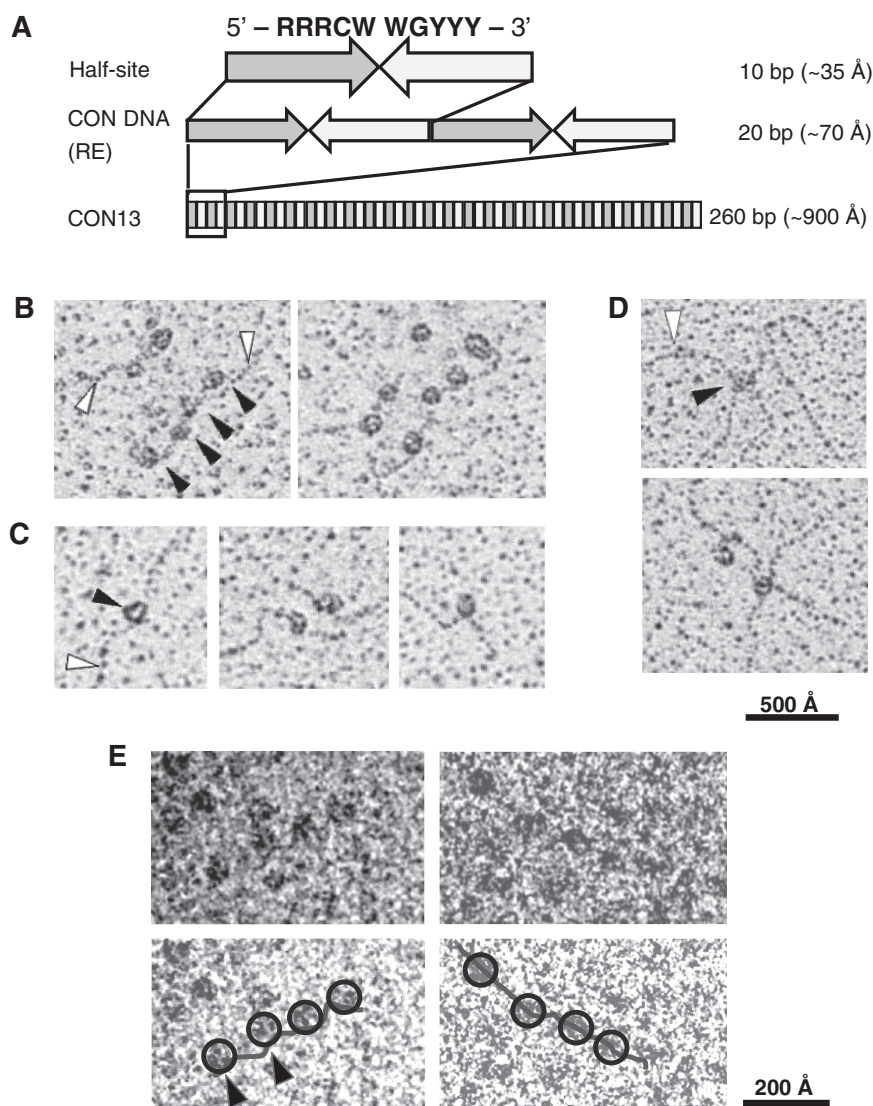 A
5' – RRRCW WGYYY – 3'
Half-site
10 bp (~35 Å)
CON DNA
(RE)
20 bp (~70 Å)
CON13
260 bp (~900 Å)
B
D
C
500 Å
E
200 Å